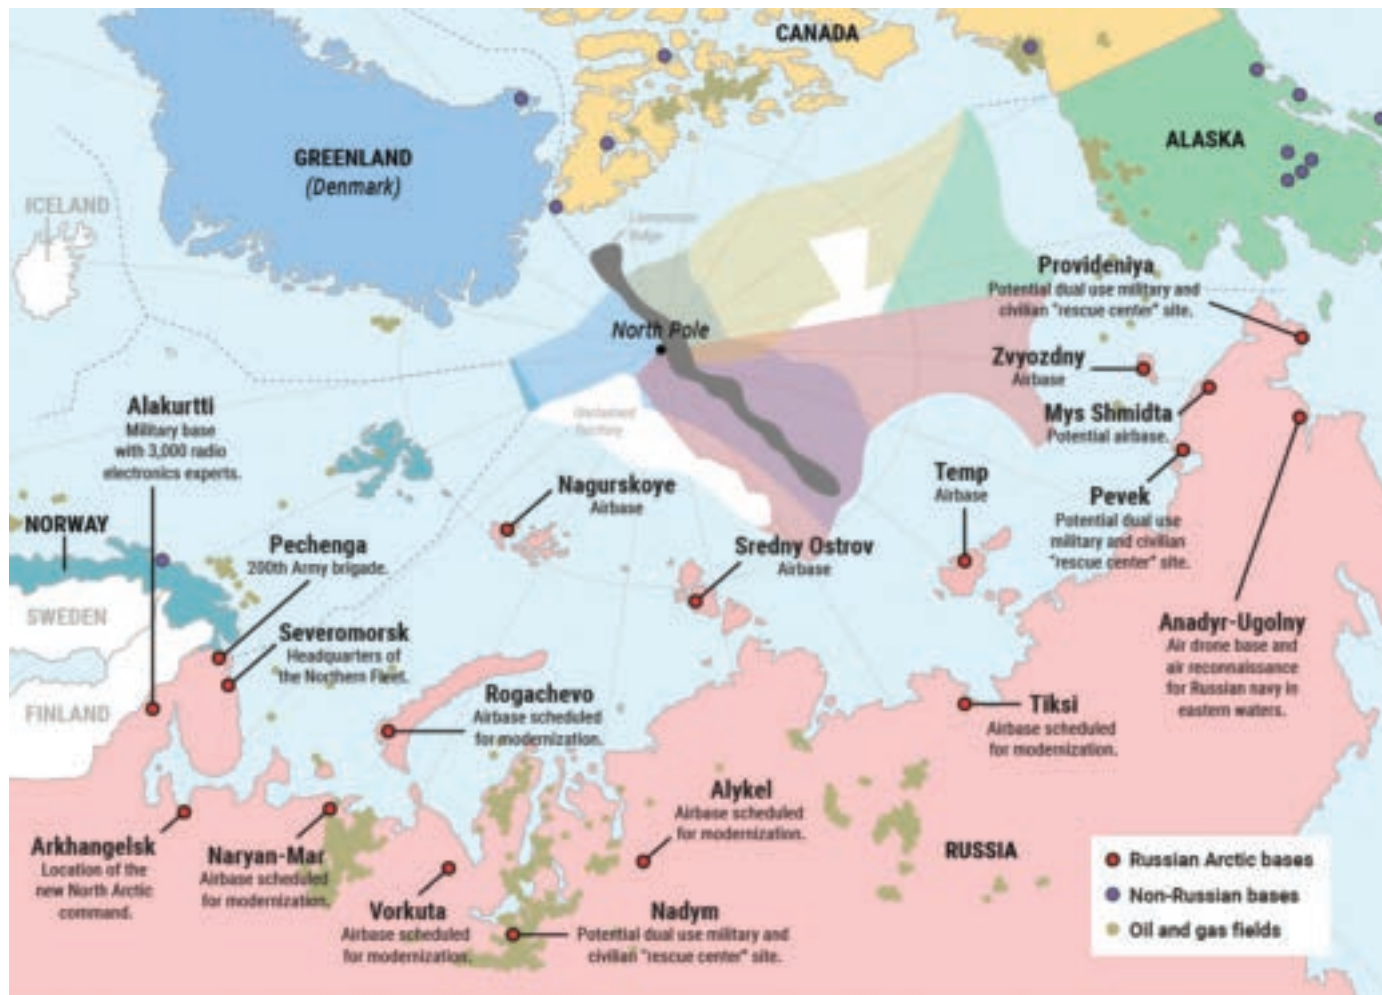 CANADA
GREENLAND
(Denmark)
ALASKA
ICELAND
Lomonosov
Ridge
North Pole
Unclaimed
Territory
Provideniya
Potential dual use military and
civilian "rescue center" site.
Zvyozdny
Airbase
Mys Shmidta
Potential airbase.
Pevek
Potential dual use
military and civilian
"rescue center" site.
Alakurtti
Military base
with 3,000 radio
electronics experts.
Nagurskoye
Airbase
Temp
Airbase
NORWAY
Pechenga
200th Army brigade.
Sredny Ostrov
Airbase
SWEDEN
Severomorsk
Headquarters of
the Northern Fleet.
Anadyr-Ugolny
Air drone base and
air reconnaissance
for Russian navy in
eastern waters.
FINLAND
Rogachevo
Airbase scheduled
for modernization.
Tiksi
Airbase scheduled
for modernization.
Alykel
Airbase scheduled
for modernization.
Arkhangelsk
Location of the
new North Arctic
command.
Naryan-Mar
Airbase scheduled
for modernization.
Vorkuta
Airbase scheduled
for modernization.
Nadym
Potential dual use military and
civilian "rescue center" site.
RUSSIA
Russian Arctic bases
Non-Russian bases
Oil and gas fields